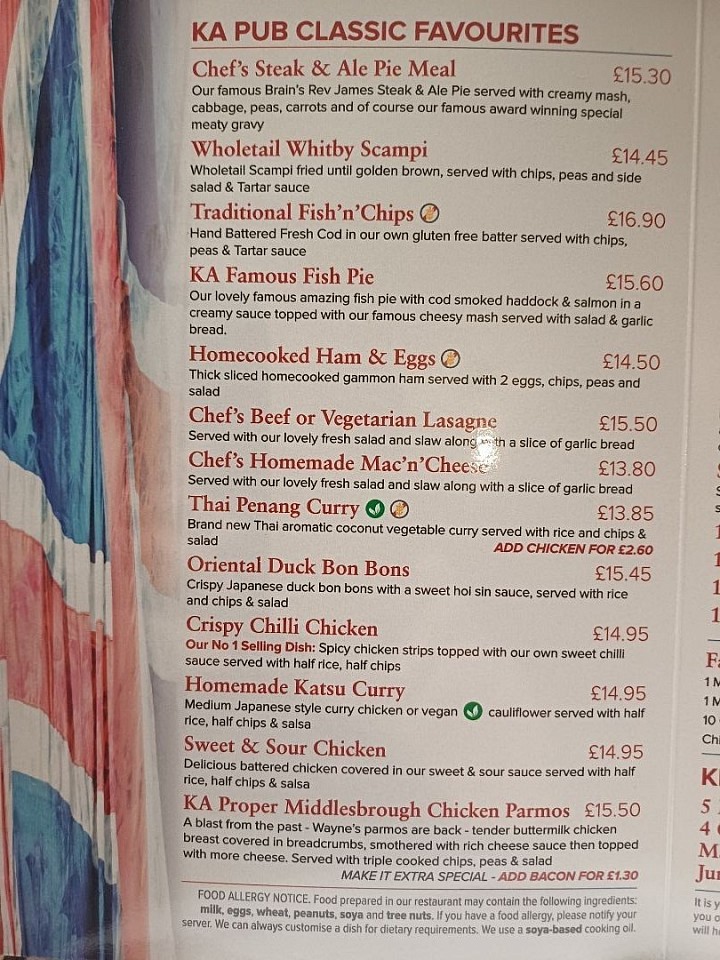 KA PUB CLASSIC FAVOURITES
Chef's Steak & Ale Pie Meal £15.30
Our famous Brain's Rev James Steak & Ale Pie served with creamy mash,
cabbage, peas, carrots and of course our famous award winning special
meaty gravy
Wholetail Whitby Scampi £14.45
Wholetail Scampi fried until golden brown, served with chips, peas and side
salad & Tartar sauce
Traditional Fish'n'Chips £16.90
Hand Battered Fresh Cod in our own gluten free batter served with chips,
peas & Tartar sauce
KA Famous Fish Pie £15.60
Our lovely famous amazing fish pie with cod smoked haddock & salmon in a
creamy sauce topped with our famous cheesy mash served with salad & garlic
bread.
Homecooked Ham & Eggs £14.50
Thick sliced homecooked gammon ham served with 2 eggs, chips, peas and
salad
Chef's Beef or Vegetarian Lasagne £15.50
Served with our lovely fresh salad and slaw along with a slice of garlic bread
Chef's Homemade Mac'n'Cheese £13.80
Served with our lovely fresh salad and slaw along with a slice of garlic bread
Thai Penang Curry £13.85
Brand new Thai aromatic coconut vegetable curry served with rice and chips &
salad ADD CHICKEN FOR £2.60
Oriental Duck Bon Bons £15.45
Crispy Japanese duck bon bons with a sweet hoi sin sauce, served with rice
and chips & salad
Crispy Chilli Chicken £14.95
Our No 1 Selling Dish: Spicy chicken strips topped with our own sweet chilli
sauce served with half rice, half chips
Homemade Katsu Curry £14.95
Medium Japanese style curry chicken or vegan cauliflower served with half
rice, half chips & salsa
Sweet & Sour Chicken £14.95
Delicious battered chicken covered in our sweet & sour sauce served with half
rice, half chips & salsa
KA Proper Middlesbrough Chicken Parmos £15.50
A blast from the past - Wayne's parmos are back - tender buttermilk chicken
breast covered in breadcrumbs, smothered with rich cheese sauce then topped
with more cheese. Served with triple cooked chips, peas & salad
MAKE IT EXTRA SPECIAL - ADD BACON FOR £1.30
FOOD ALLERGY NOTICE. Food prepared in our restaurant may contain the following ingredients:
milk, eggs, wheat, peanuts, soya and tree nuts. If you have a food allergy, please notify your
server. We can always customise a dish for dietary requirements. We use a soya-based cooking oil.
1 M
1 M
10
5
4
It is y
you o
will h